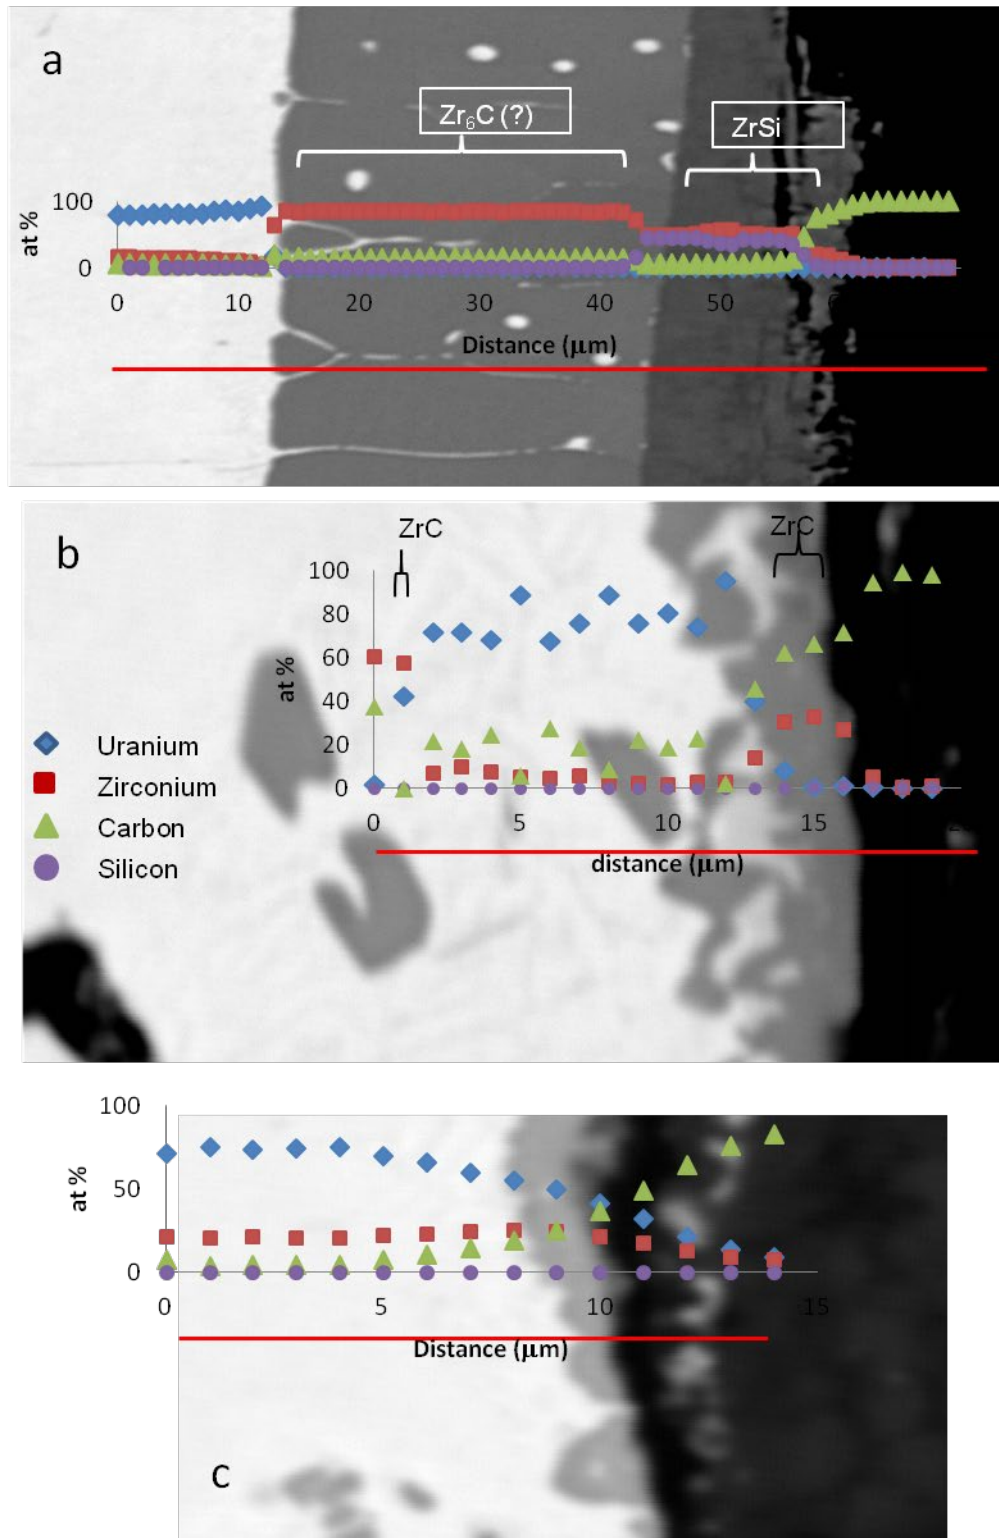 a
Zr₆C (?)
ZrSi
100
at %
0
0 10 20 30 40 50 6
Distance (μm)
b
ZrC
ZrC
100
80
60
at %
40
20
0
0 5 10 15 20
distance (μm)
Uranium
Zirconium
Carbon
Silicon
100
at %
50
0
0 5 10 15
Distance (μm)
c